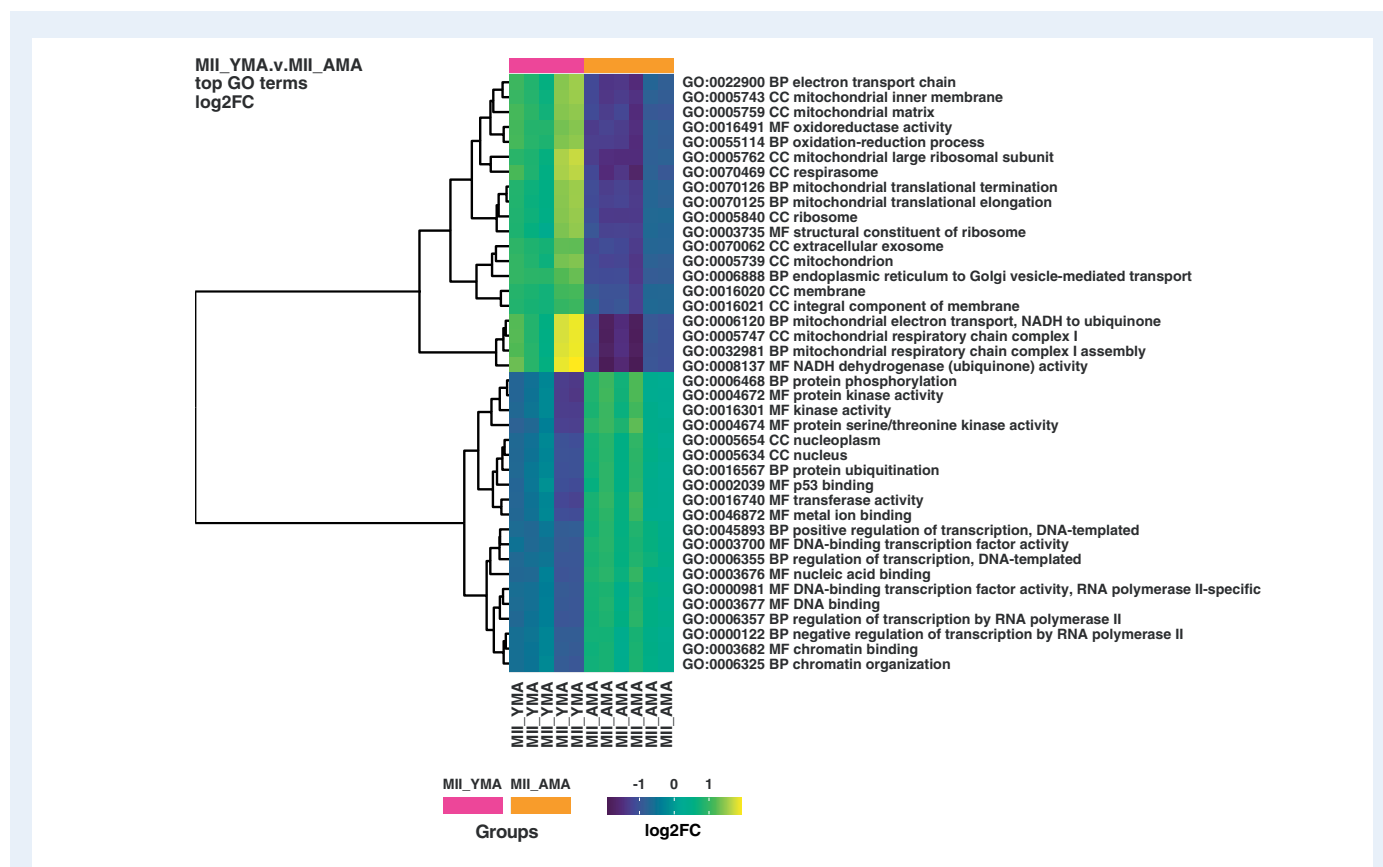 MII_YMA.v.MII_AMA
top GO terms
log2FC
GO:0022900 BP electron transport chain
GO:0005743 CC mitochondrial inner membrane
GO:0005759 CC mitochondrial matrix
GO:0016491 MF oxidoreductase activity
GO:0055114 BP oxidation-reduction process
GO:0005762 CC mitochondrial large ribosomal subunit
GO:0070469 CC respirasome
GO:0070126 BP mitochondrial translational termination
GO:0070125 BP mitochondrial translational elongation
GO:0005840 CC ribosome
GO:0003735 MF structural constituent of ribosome
GO:0070062 CC extracellular exosome
GO:0005739 CC mitochondrion
GO:0006888 BP endoplasmic reticulum to Golgi vesicle-mediated transport
GO:0016020 CC membrane
GO:0016021 CC integral component of membrane
GO:0006120 BP mitochondrial electron transport, NADH to ubiquinone
GO:0005747 CC mitochondrial respiratory chain complex I
GO:0032981 BP mitochondrial respiratory chain complex I assembly
GO:0008137 MF NADH dehydrogenase (ubiquinone) activity
GO:0006468 BP protein phosphorylation
GO:0004672 MF protein kinase activity
GO:0016301 MF kinase activity
GO:0004674 MF protein serine/threonine kinase activity
GO:0005654 CC nucleoplasm
GO:0005634 CC nucleus
GO:0016567 BP protein ubiquitination
GO:0002039 MF p53 binding
GO:0016740 MF transferase activity
GO:0046872 MF metal ion binding
GO:0045893 BP positive regulation of transcription, DNA-templated
GO:0003700 MF DNA-binding transcription factor activity
GO:0006355 BP regulation of transcription, DNA-templated
GO:0003676 MF nucleic acid binding
GO:0000981 MF DNA-binding transcription factor activity, RNA polymerase II-specific
GO:0003677 MF DNA binding
GO:0006357 BP regulation of transcription by RNA polymerase II
GO:0000122 BP negative regulation of transcription by RNA polymerase II
GO:0003682 MF chromatin binding
GO:0006325 BP chromatin organization
MII_YMA
MII_YMA
MII_YMA
MII_YMA
MII_YMA
MII_AMA
MII_AMA
MII_AMA
MII_AMA
MII_AMA
MII_AMA
MII_YMA MII_AMA
Groups
-1 0 1
log2FC